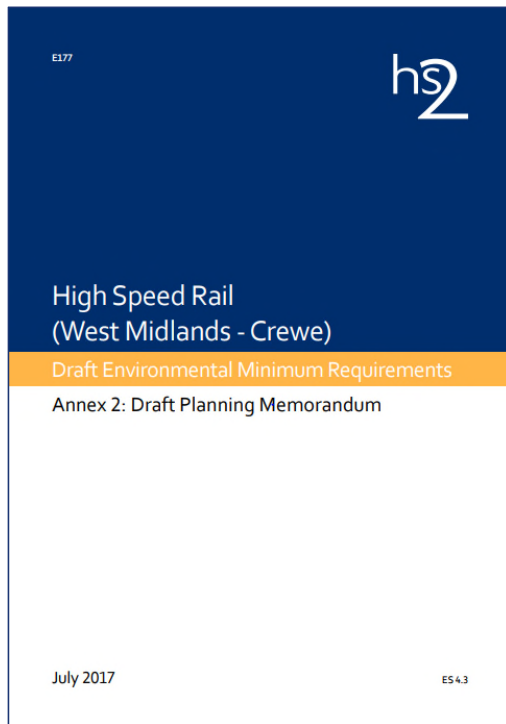 E177
hs2
High Speed Rail
(West Midlands - Crewe)
Draft Environmental Minimum Requirements
Annex 2: Draft Planning Memorandum
July 2017
ES 4.3